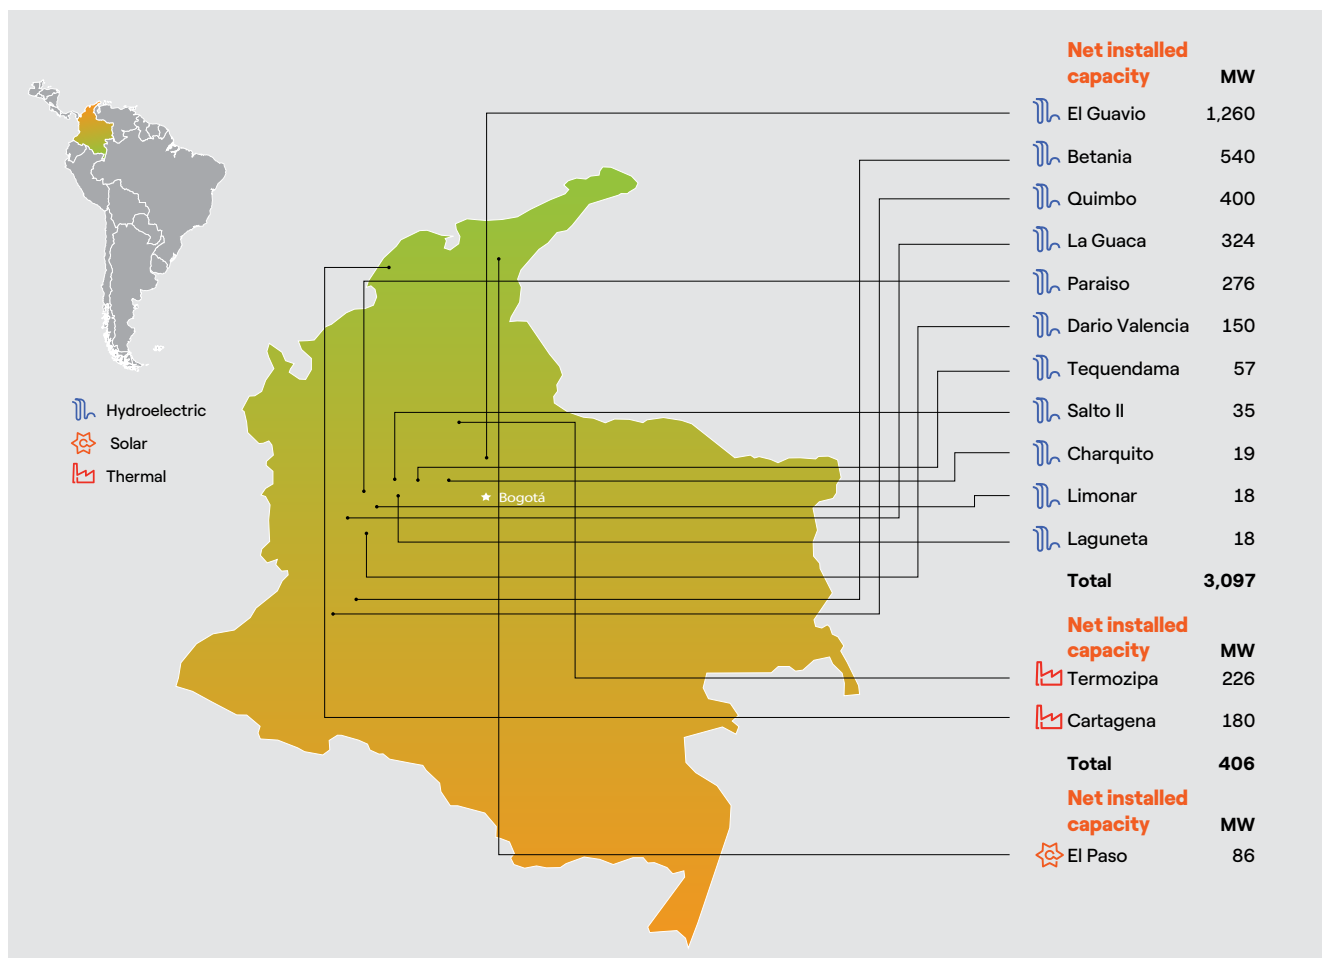 Net installed
capacity MW
El Guavio 1,260
Betania 540
Quimbo 400
La Guaca 324
Paraiso 276
Dario Valencia 150
Tequendama 57
Salto II 35
Charquito 19
Limonar 18
Laguneta 18
Total 3,097
Net installed
capacity MW
Termozipa 226
Cartagena 180
Total 406
Net installed
capacity MW
El Paso 86
Hydroelectric
Solar
Thermal
Bogotá